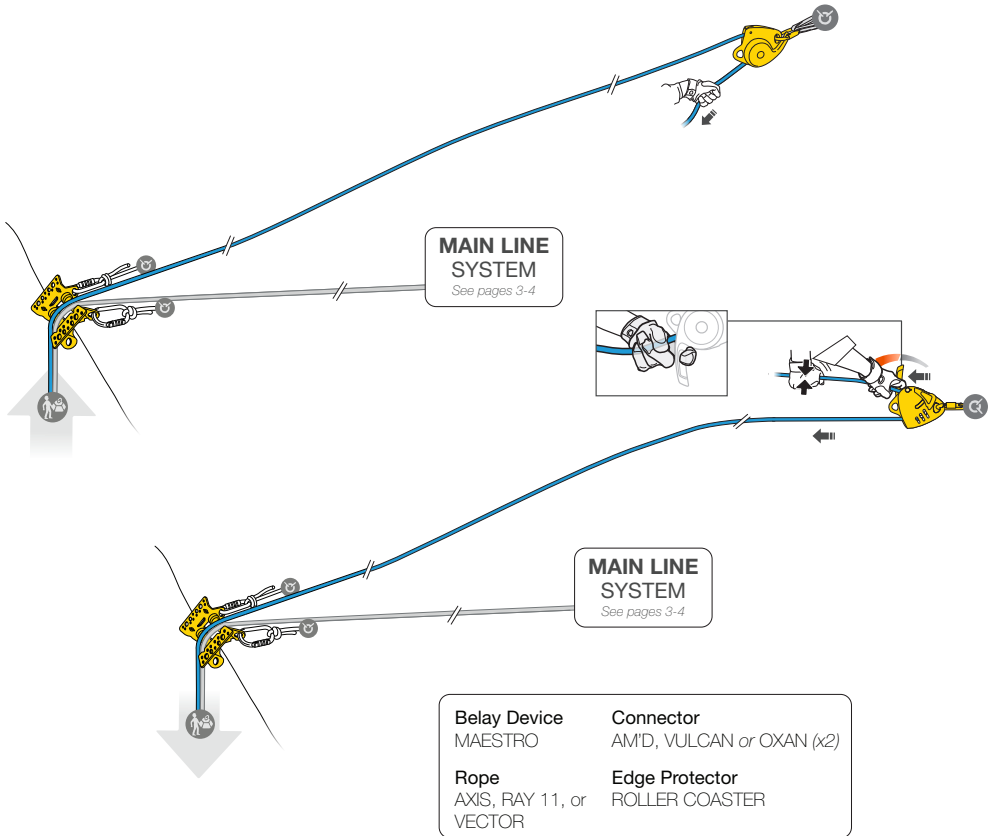 MAIN LINE
SYSTEM
See pages 3-4
MAIN LINE
SYSTEM
See pages 3-4
Belay Device
MAESTRO
Connector
AM'D, VULCAN or OXAN (x2)
Rope
AXIS, RAY 11, or
VECTOR
Edge Protector
ROLLER COASTER